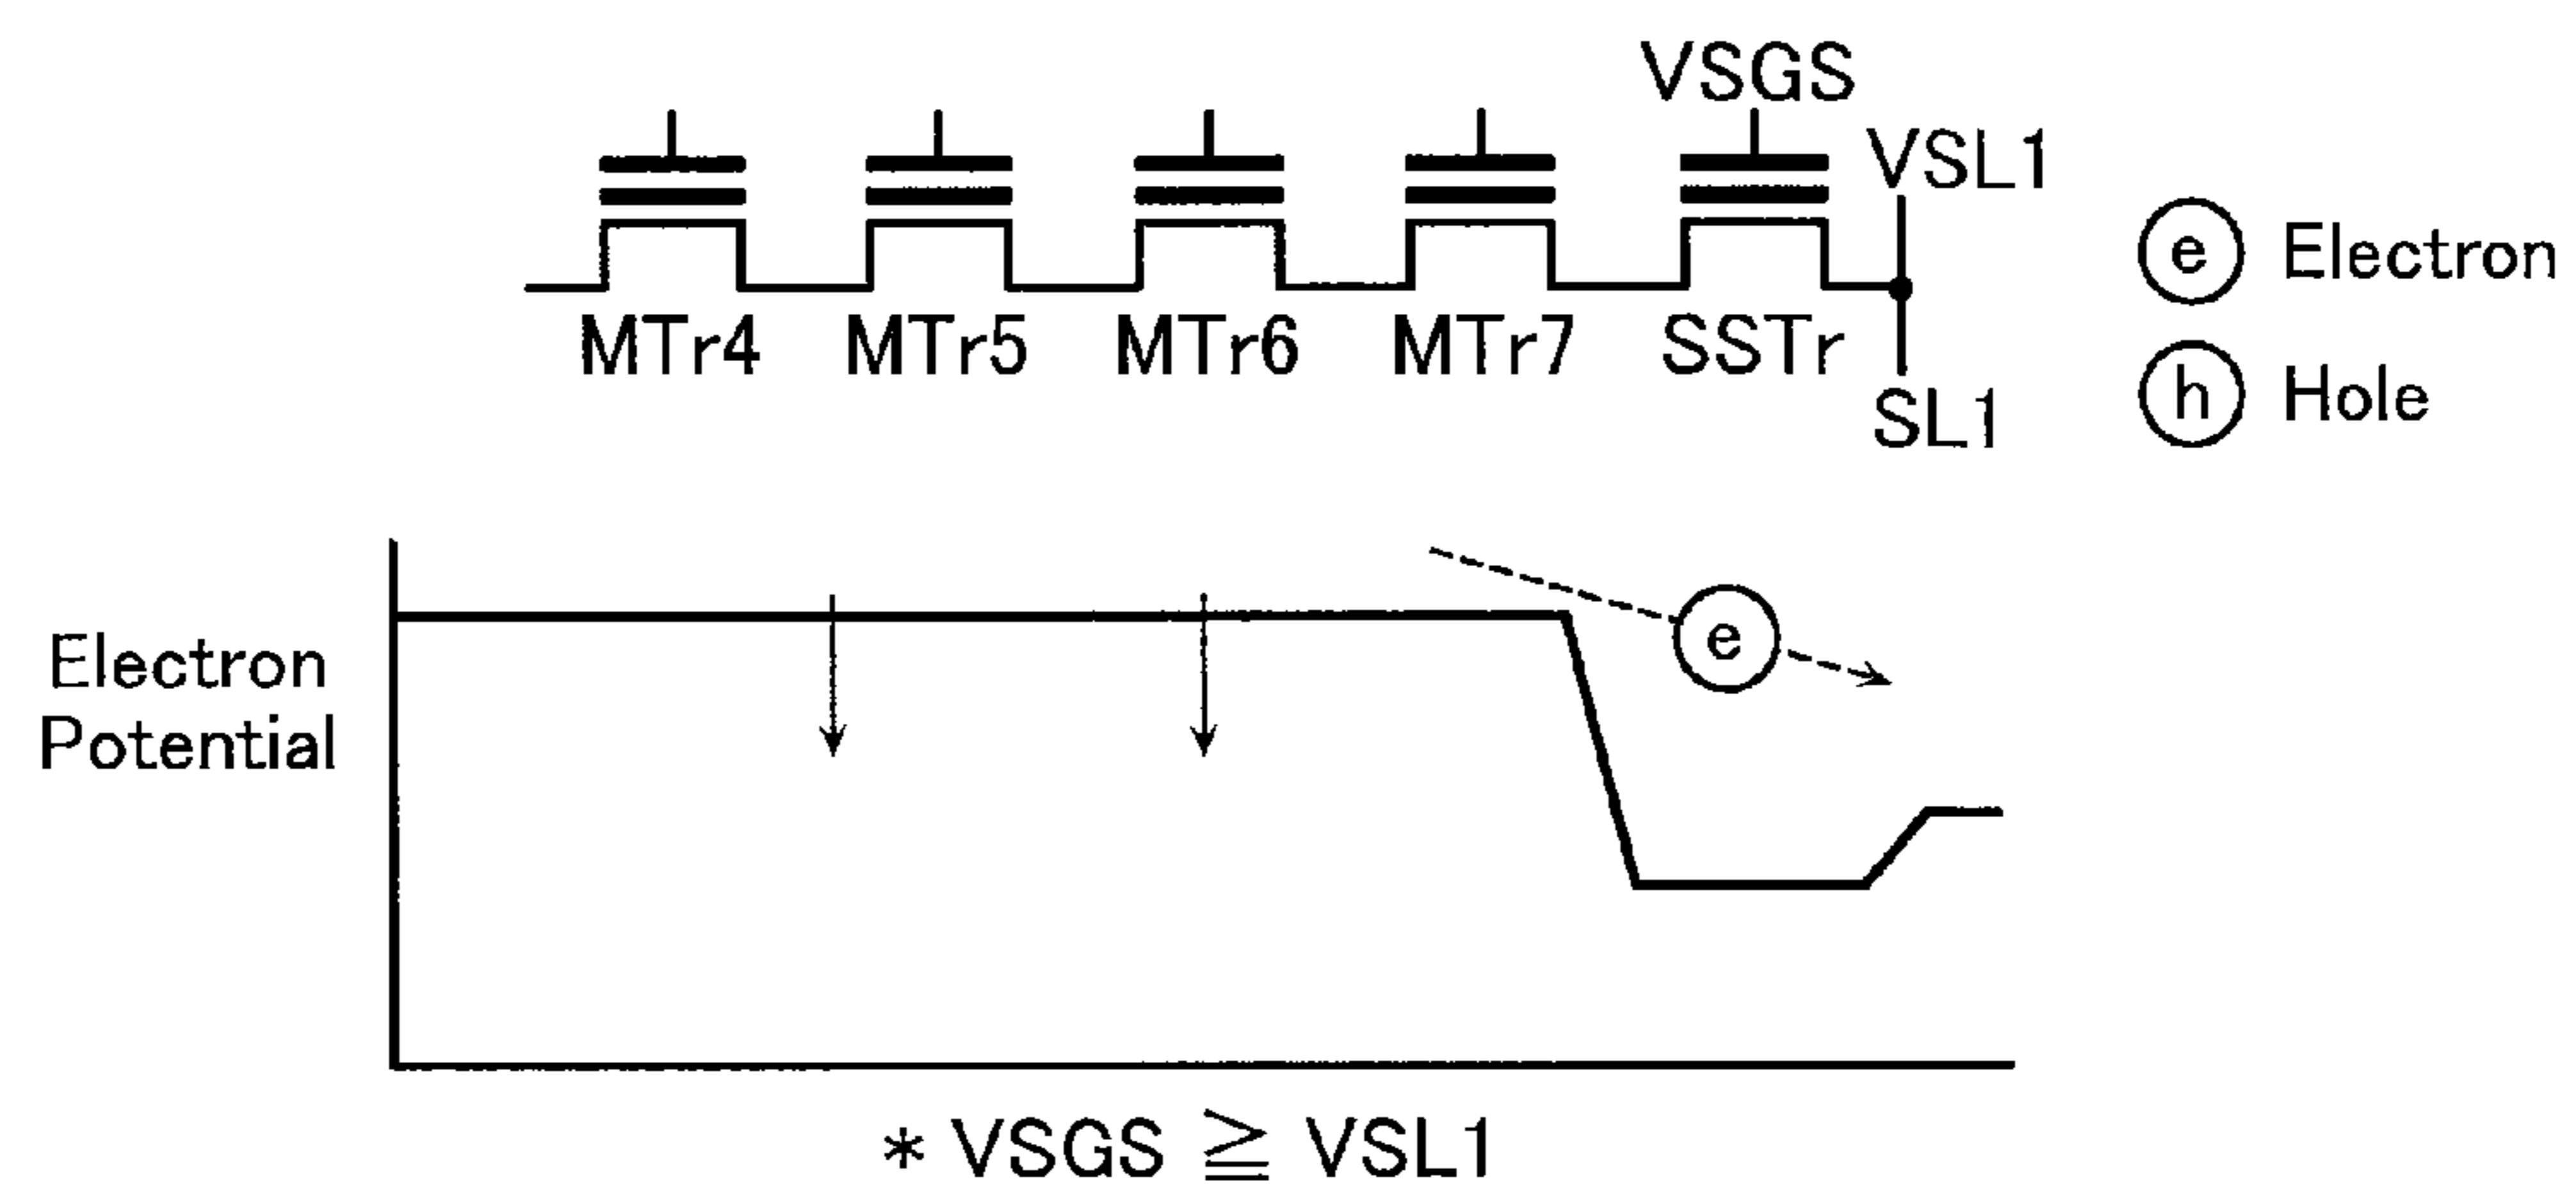 VSGS
VSL1
MTr4 MTr5 MTr6 MTr7 SSTr
SL1
e Electron
h Hole
Electron
Potential
e
* VSGS ≧ VSL1